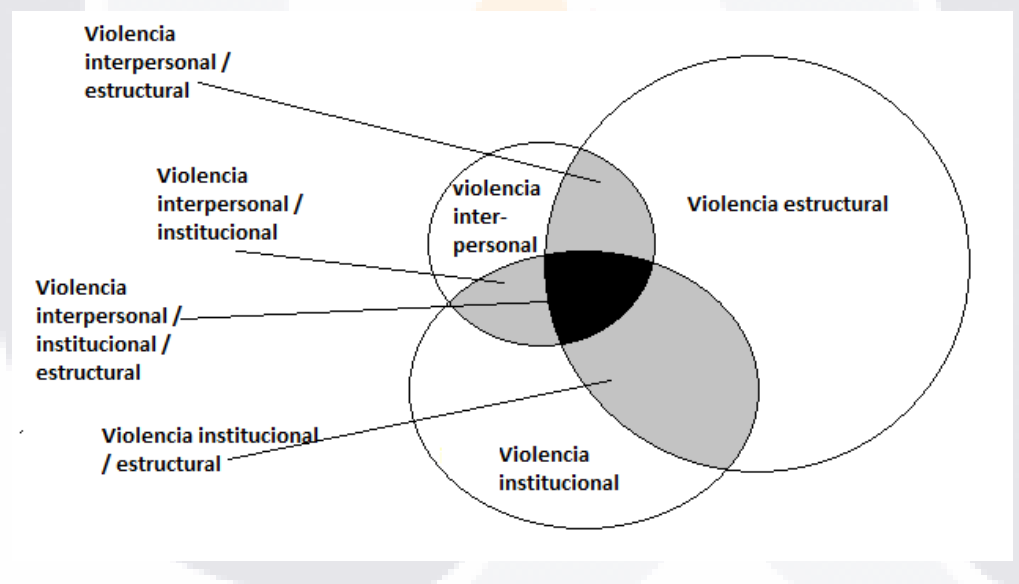 Violencia
interpersonal /
estructural
Violencia
interpersonal /
institucional
violencia
inter-
personal
Violencia estructural
Violencia
interpersonal /
institucional /
estructural
Violencia institucional
/ estructural
Violencia
institucional